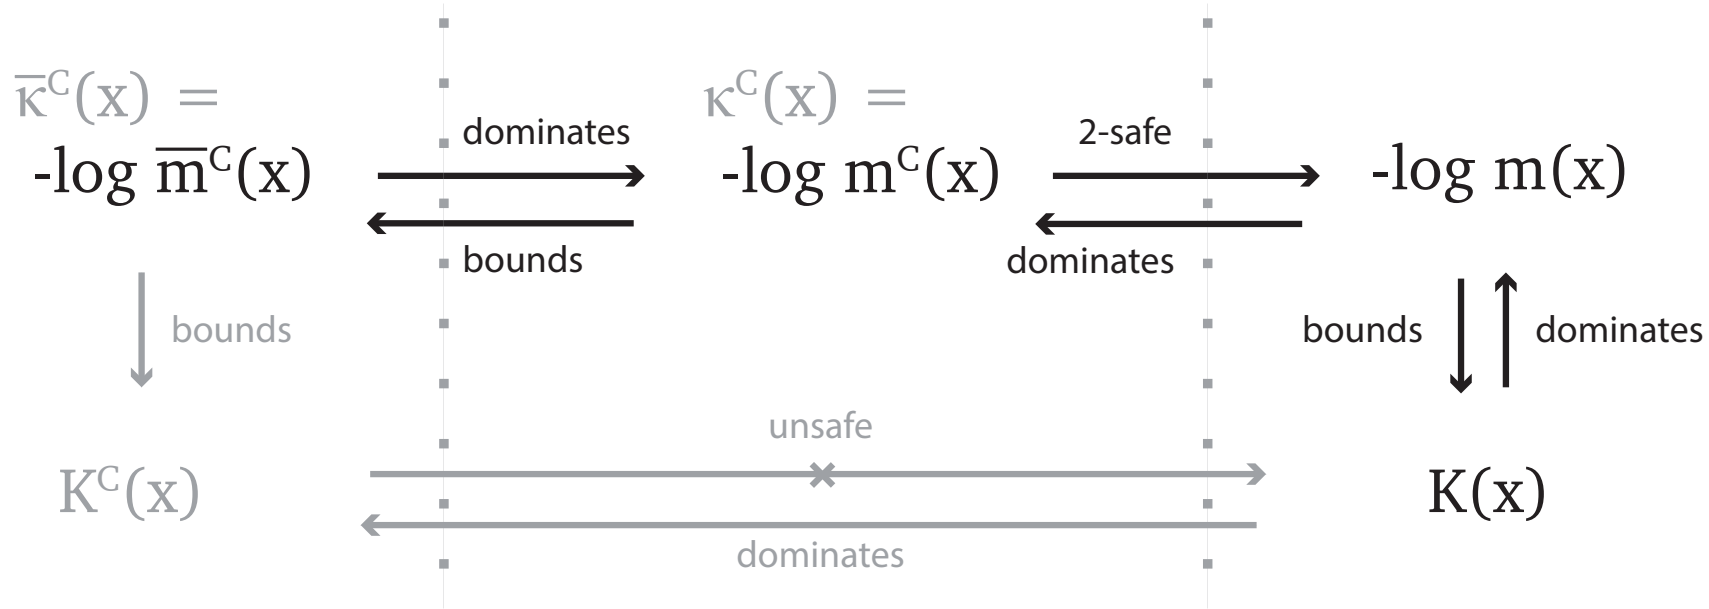 κ̅ᶜ(x) =
κᶜ(x) =
dominates
2-safe
-log m̅ᶜ(x)
-log mᶜ(x)
-log m(x)
bounds
dominates
bounds
bounds
dominates
unsafe
Kᶜ(x)
K(x)
dominates